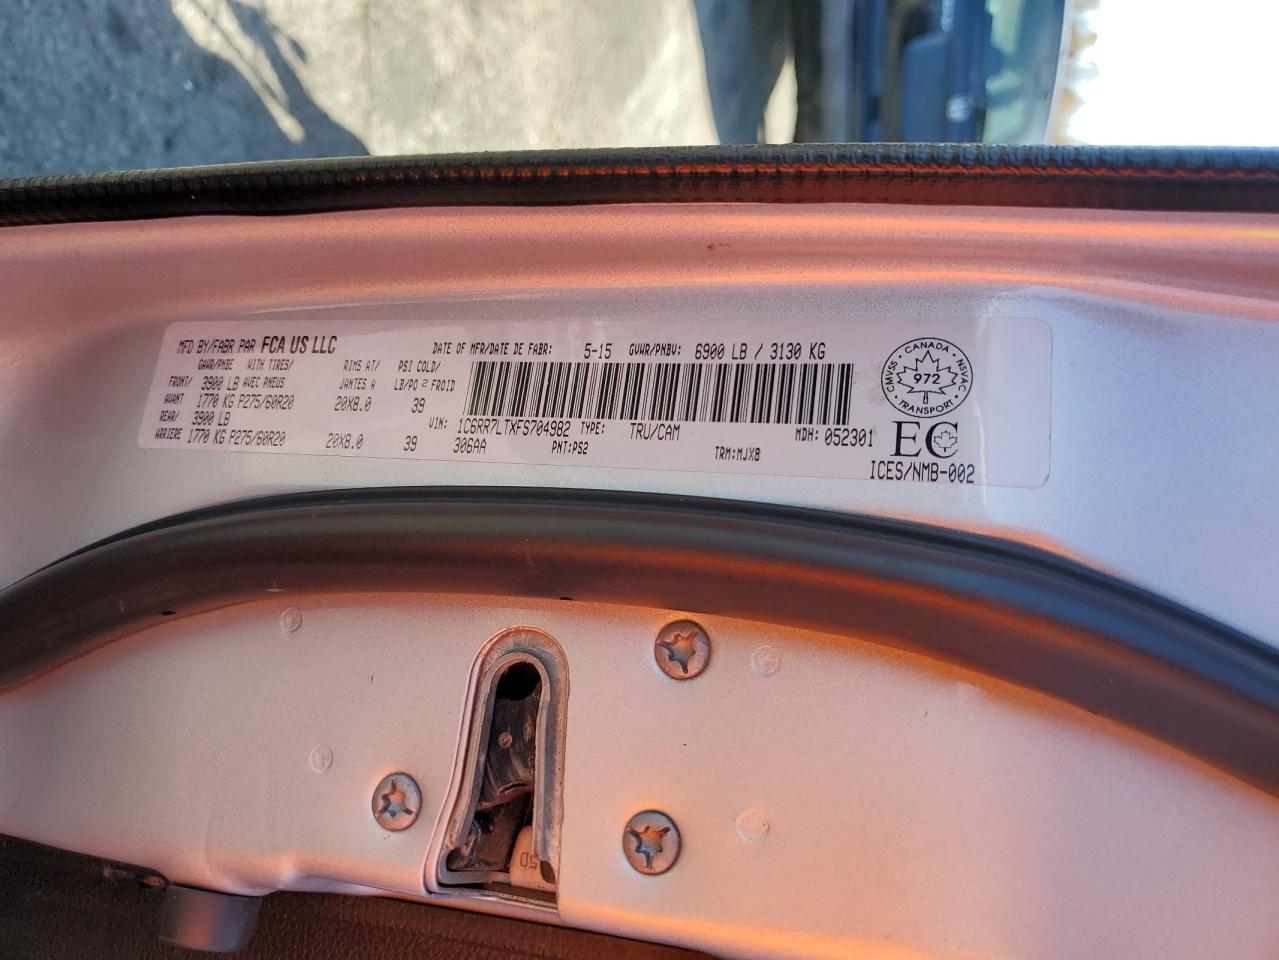 MFD BY/FABR PAR FCA US LLC DATE OF MFR/DATE DE FABR: 5-15 GVWR/PNBV: 6900 LB / 3130 KG
GAWR/PNBE WITH TIRES/ RIMS AT/ PSI COLD/
FRONT/ 3900 LB AVEC PNEUS JANTES A LB/PO² FROID
AVANT 1770 KG P275/60R20 20X8.0 39
REAR/ 3900 LB
ARRIERE 1770 KG P275/60R20 20X8.0 39
VIN: 1C6RR7LTXFS704982 TYPE: TRU/CAM MDH: 052301
306AA PNT:PS2 TRM:MJX8
CMVSS · CANADA · NSVAC
972
TRANSPORT
EC
ICES/NMB-002